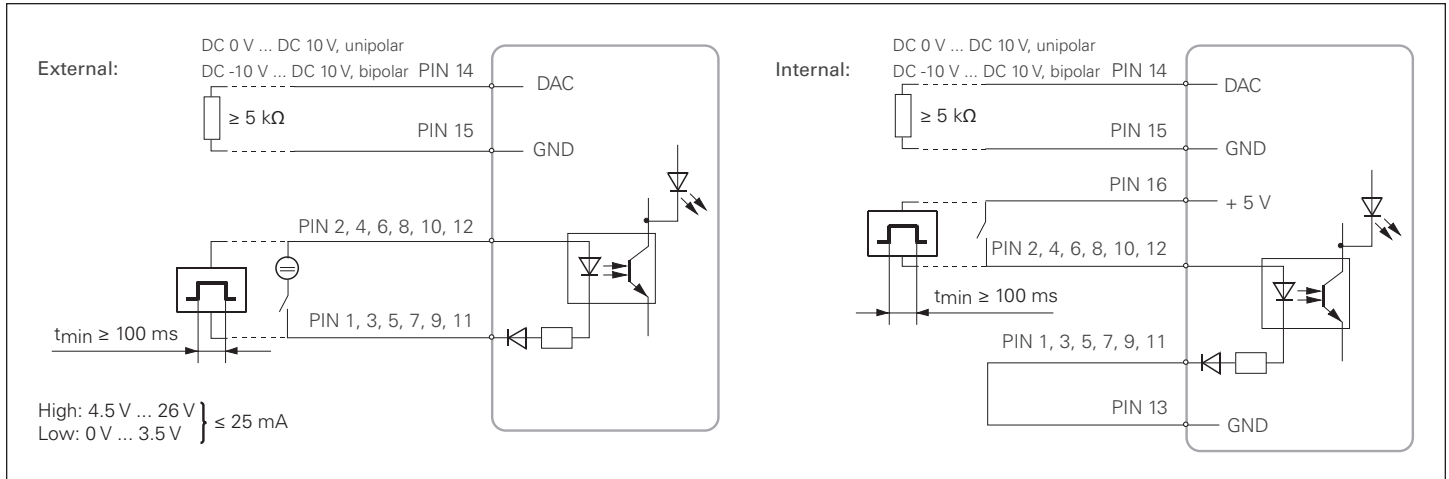 External:
DC 0 V ... DC 10 V, unipolar
DC -10 V ... DC 10 V, bipolar PIN 14
DAC
≥ 5 kΩ
PIN 15
GND
PIN 2, 4, 6, 8, 10, 12
tmin ≥ 100 ms
PIN 1, 3, 5, 7, 9, 11
High: 4.5 V ... 26 V
Low: 0 V ... 3.5 V
} ≤ 25 mA
Internal:
DC 0 V ... DC 10 V, unipolar
DC -10 V ... DC 10 V, bipolar PIN 14
DAC
≥ 5 kΩ
PIN 15
GND
PIN 16
+ 5 V
PIN 2, 4, 6, 8, 10, 12
tmin ≥ 100 ms
PIN 1, 3, 5, 7, 9, 11
PIN 13
GND